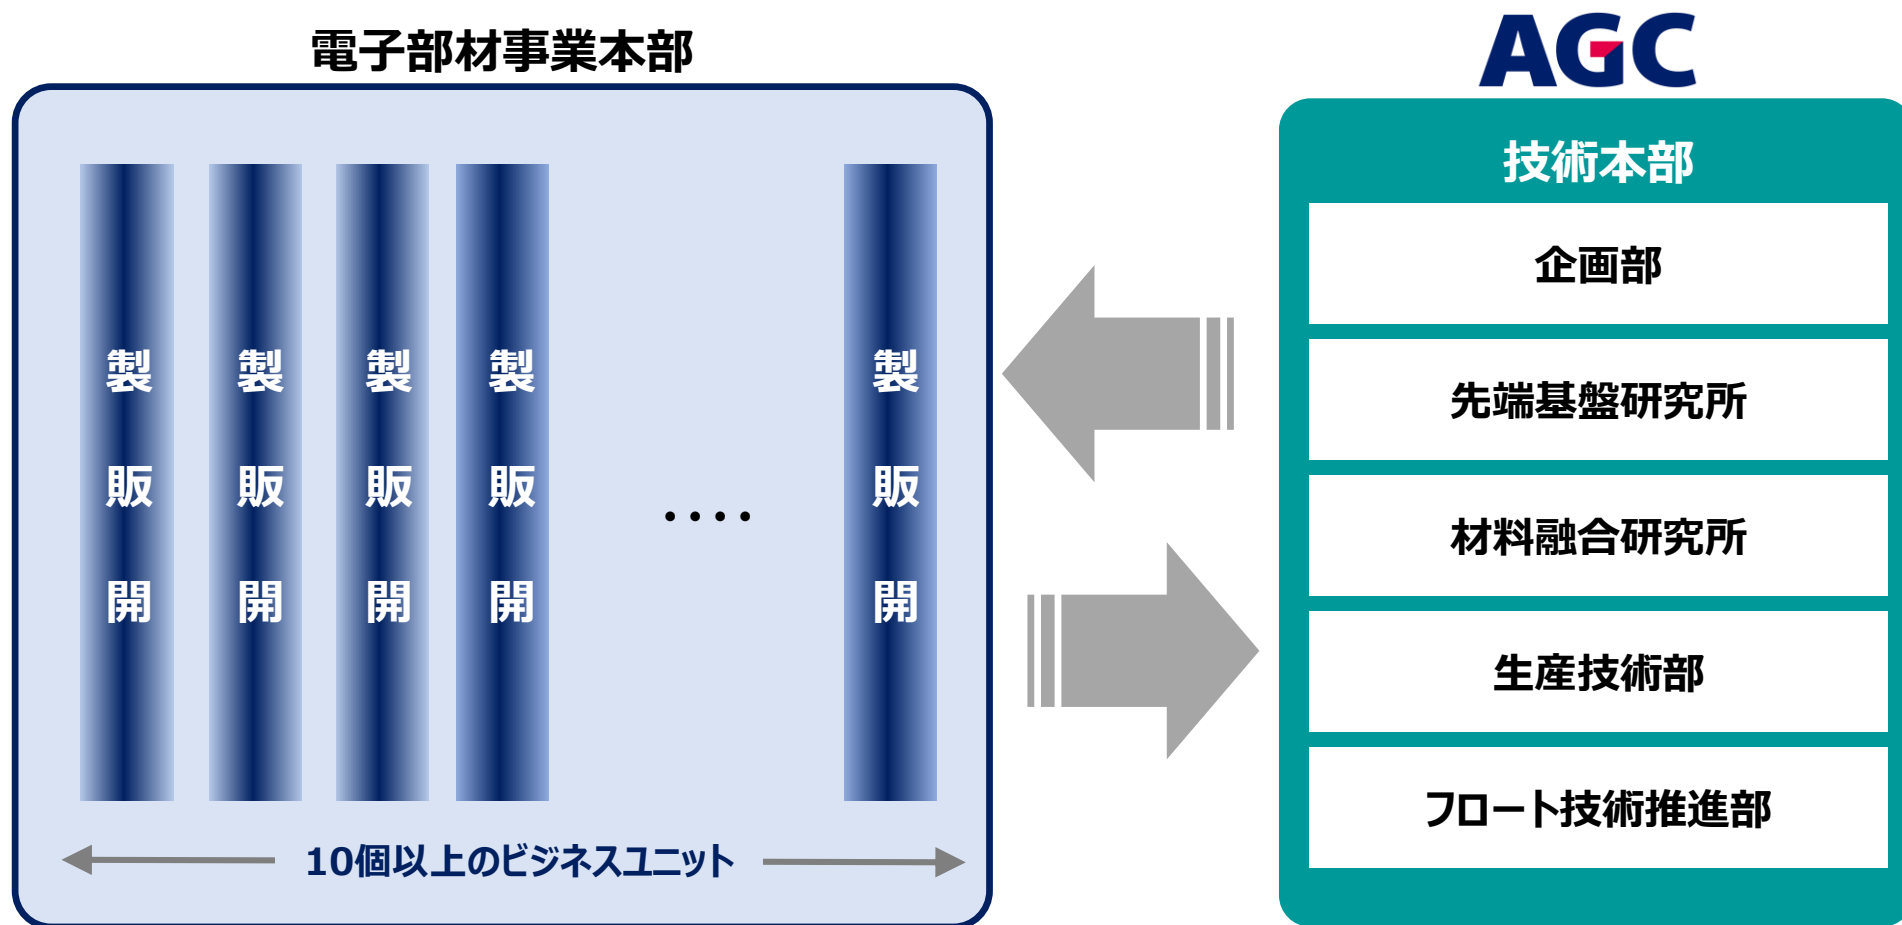 電子部材事業本部
製
販
開
製
販
開
製
販
開
製
販
開
‥‥
製
販
開
10個以上のビジネスユニット
AGC
技術本部
企画部
先端基盤研究所
材料融合研究所
生産技術部
フロート技術推進部